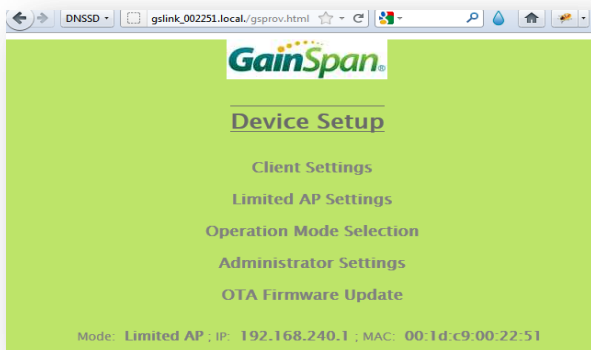 DNSSD
gslink_002251.local./gsprov.html
GainSpan®
Device Setup
Client Settings
Limited AP Settings
Operation Mode Selection
Administrator Settings
OTA Firmware Update
Mode: Limited AP ; IP: 192.168.240.1 ; MAC: 00:1d:c9:00:22:51